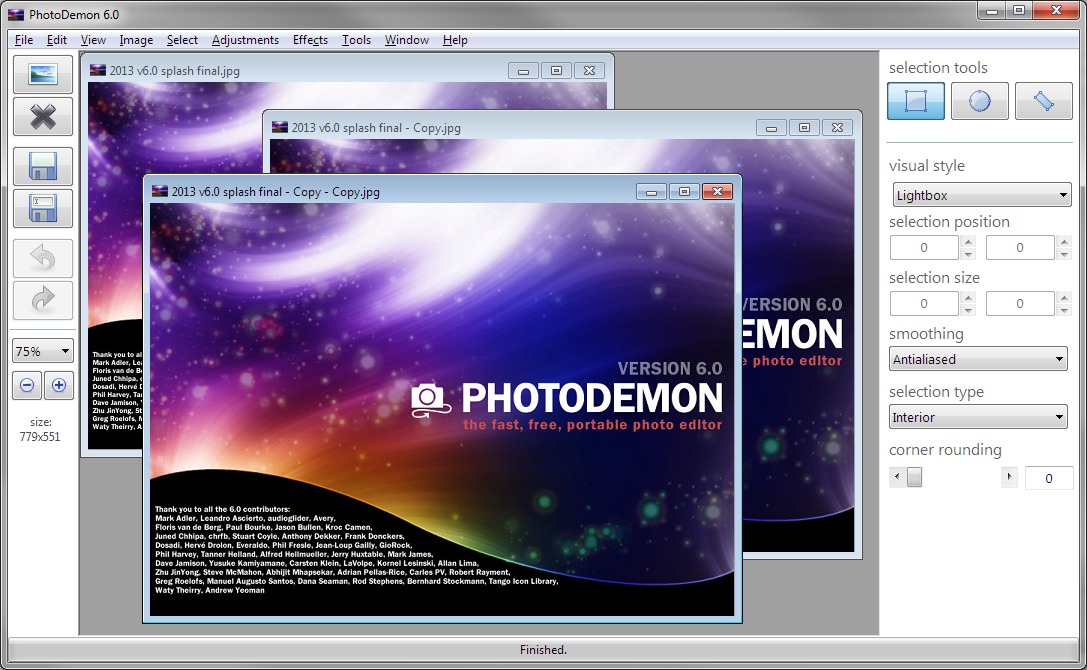 PhotoDemon 6.0
File Edit View Image Select Adjustments Effects Tools Window Help
75%
size:
779x551
2013 v6.0 splash final.jpg
Thank you to al
Mark Adler, Lea
Floris van de B
Juned Chhipa, c
Dosadi, Hervé D
Phil Harvey, Tan
Dave Jamison, Y
Zhu JinYong, St
Greg Roelofs, M
Waty Theirry, An
2013 v6.0 splash final - Copy.jpg
VERSION 6.0
EMON
e photo editor
2013 v6.0 splash final - Copy - Copy.jpg
VERSION 6.0
PHOTODEMON
the fast, free, portable photo editor
Thank you to all the 6.0 contributors:
Mark Adler, Leandro Ascierto, audioglider, Avery,
Floris van de Berg, Paul Bourke, Jason Bullen, Kroc Camen,
Juned Chhipa, chrfb, Stuart Coyle, Anthony Dekker, Frank Donckers,
Dosadi, Hervé Drolon, Everaldo, Phil Fresle, Jean-Loup Gailly, GioRock,
Phil Harvey, Tanner Helland, Alfred Hellmueller, Jerry Huxtable, Mark James,
Dave Jamison, Yusuke Kamiyamane, Carsten Klein, LaVolpe, Kornel Lesinski, Allan Lima,
Zhu JinYong, Steve McMahon, Abhijit Mhapsekar, Adrian Pellas-Rice, Carles PV, Robert Rayment,
Greg Roelofs, Manuel Augusto Santos, Dana Seaman, Rod Stephens, Bernhard Stockmann, Tango Icon Library,
Waty Theirry, Andrew Yeoman
selection tools
visual style
Lightbox
selection position
0 0
selection size
0 0
smoothing
Antialiased
selection type
Interior
corner rounding
0
Finished.